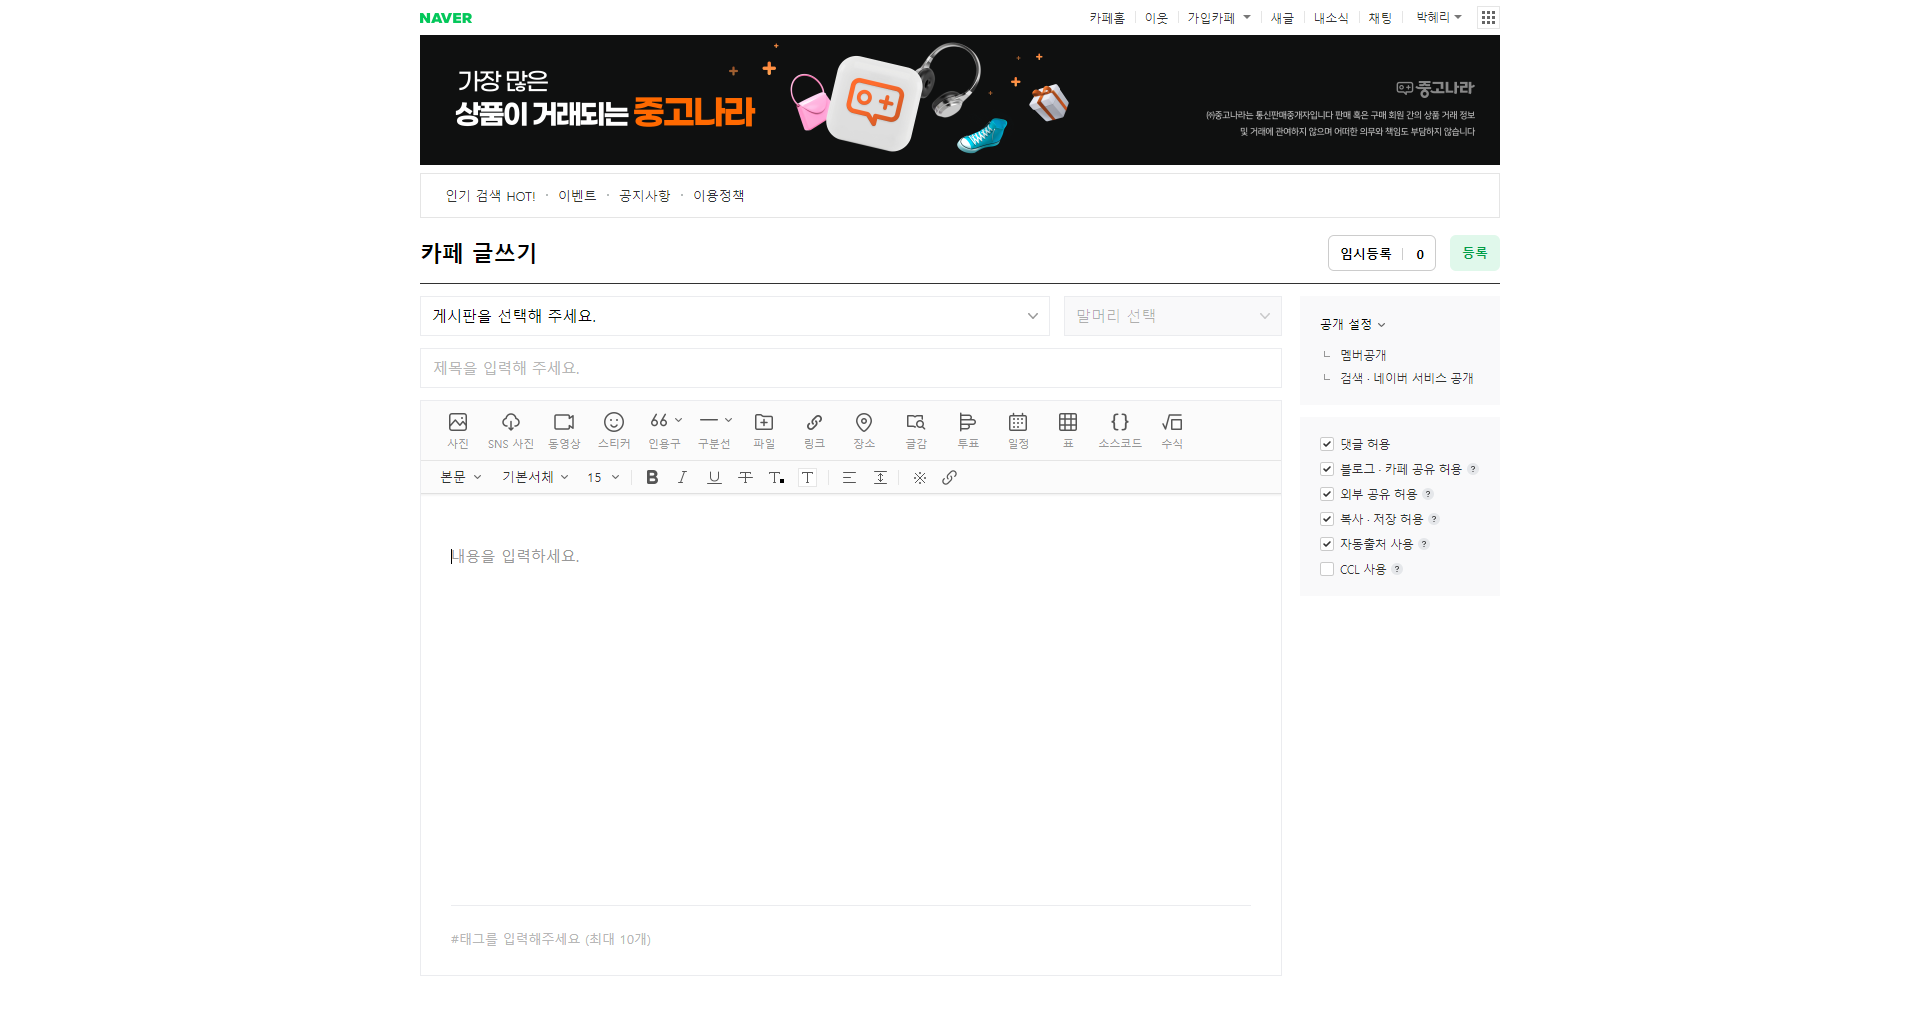 NAVER
카페홈 이웃 가입카페 새글 내소식 채팅 박혜리
가장 많은
상품이 거래되는 중고나라
중고나라
㈜중고나라는 통신판매중개자입니다 판매 혹은 구매 회원 간의 상품 거래 정보
및 거래에 관여하지 않으며 어떠한 의무와 책임도 부담하지 않습니다
인기 검색 HOT! · 이벤트 · 공지사항 · 이용정책
카페 글쓰기
임시등록 0
등록
게시판을 선택해 주세요.
말머리 선택
제목을 입력해 주세요.
사진 SNS 사진 동영상 스티커 인용구 구분선 파일 링크 장소 글감 투표 일정 표 소스코드 수식
본문 기본서체 15
내용을 입력하세요.
#태그를 입력해주세요 (최대 10개)
공개 설정
멤버공개
검색 · 네이버 서비스 공개
댓글 허용
블로그 · 카페 공유 허용 ?
외부 공유 허용 ?
복사 · 저장 허용 ?
자동출처 사용 ?
CCL 사용 ?